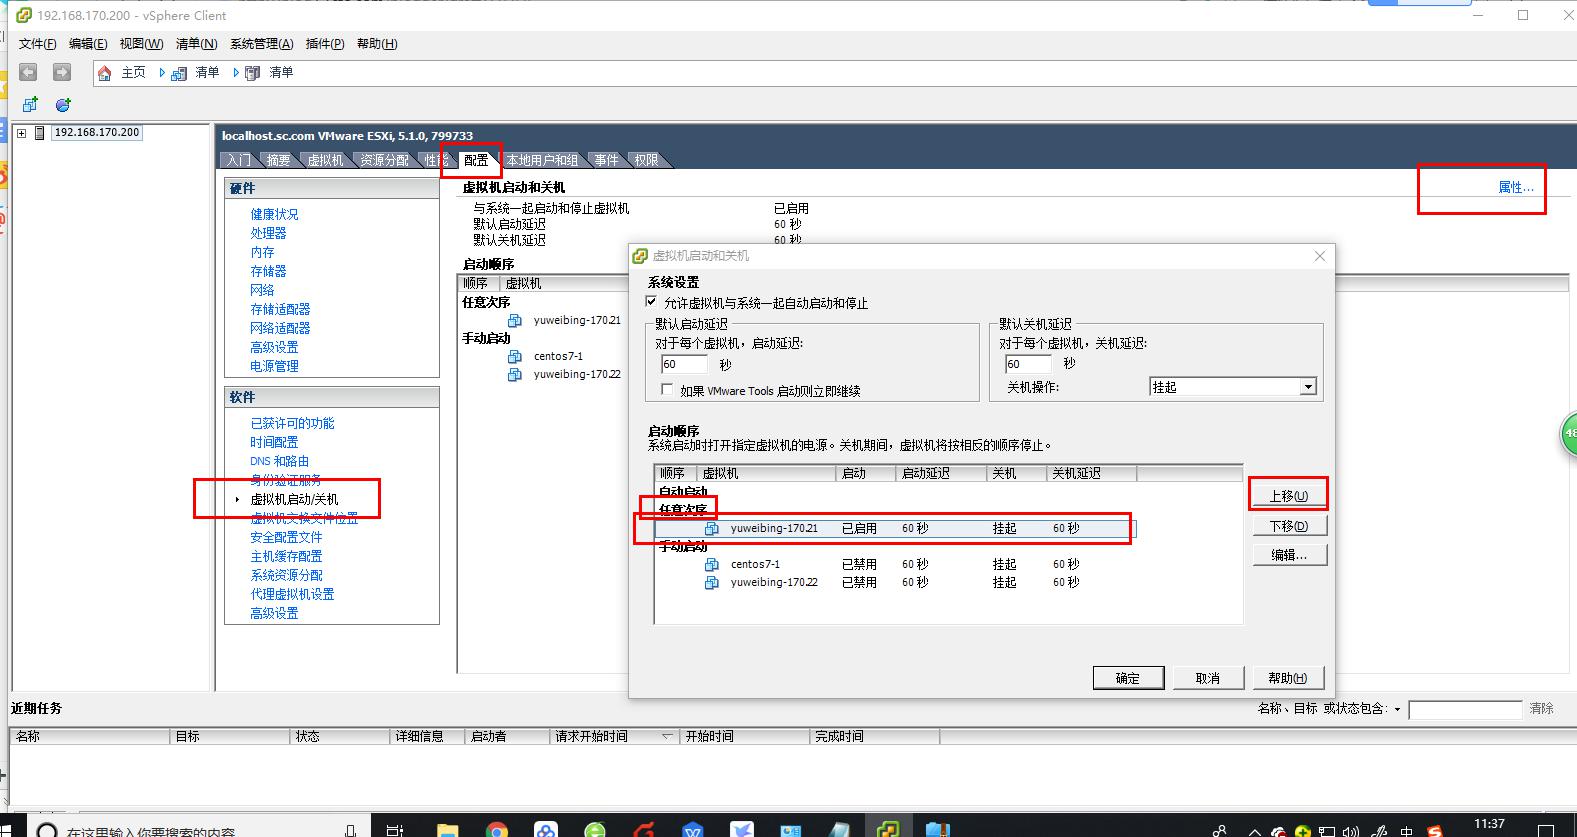 192.168.170.200 - vSphere Client
文件(F) 编辑(E) 视图(W) 清单(N) 系统管理(A) 插件(P) 帮助(H)
主页 清单 清单
192.168.170.200
localhost.sc.com VMware ESXi, 5.1.0, 799733
入门 摘要 虚拟机 资源分配 性能 配置 本地用户和组 事件 权限
硬件
健康状况
处理器
内存
存储器
网络
存储适配器
网络适配器
高级设置
电源管理
软件
已获许可的功能
时间配置
DNS 和路由
身份验证服务
虚拟机启动/关机
虚拟机交换文件位置
安全配置文件
主机缓存配置
系统资源分配
代理虚拟机设置
高级设置
虚拟机启动和关机
属性...
与系统一起启动和停止虚拟机 已启用
默认启动延迟 60 秒
默认关机延迟 60 秒
启动顺序
顺序 虚拟机
任意次序
yuweibing-170.21
手动启动
centos7-1
yuweibing-170.22
虚拟机启动和关机
系统设置
允许虚拟机与系统一起自动启动和停止
默认启动延迟
对于每个虚拟机，启动延迟:
60 秒
如果 VMware Tools 启动则立即继续
默认关机延迟
对于每个虚拟机，关机延迟:
60 秒
关机操作: 挂起
启动顺序
系统启动时打开指定虚拟机的电源。关机期间，虚拟机将按相反的顺序停止。
顺序 虚拟机 启动 启动延迟 关机 关机延迟
自动启动
任意次序
yuweibing-170.21 已启用 60 秒 挂起 60 秒
手动启动
centos7-1 已禁用 60 秒 挂起 60 秒
yuweibing-170.22 已禁用 60 秒 挂起 60 秒
上移(U)
下移(D)
编辑...
确定 取消 帮助(H)
近期任务
名称、目标 或状态包含: 清除
名称 目标 状态 详细信息 启动者 请求开始时间 开始时间 完成时间
48
在这里输入你要搜索的内容
中
11:37